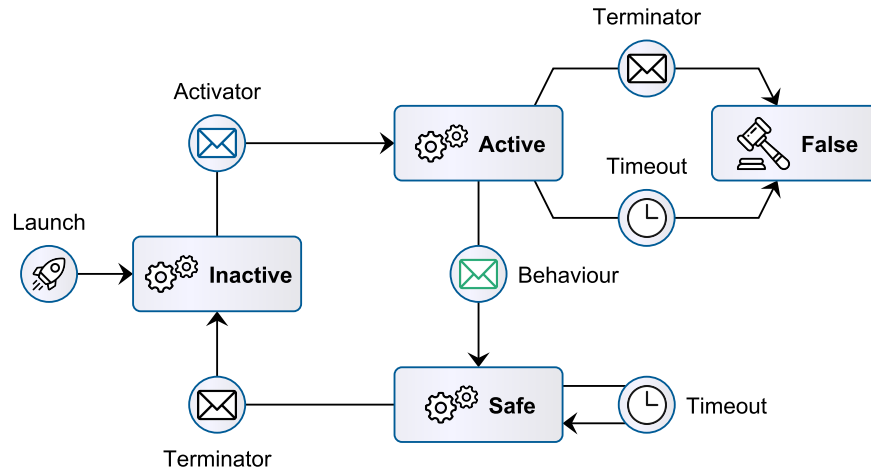 Terminator
Activator
Active
False
Timeout
Launch
Inactive
Behaviour
Safe
Timeout
Terminator